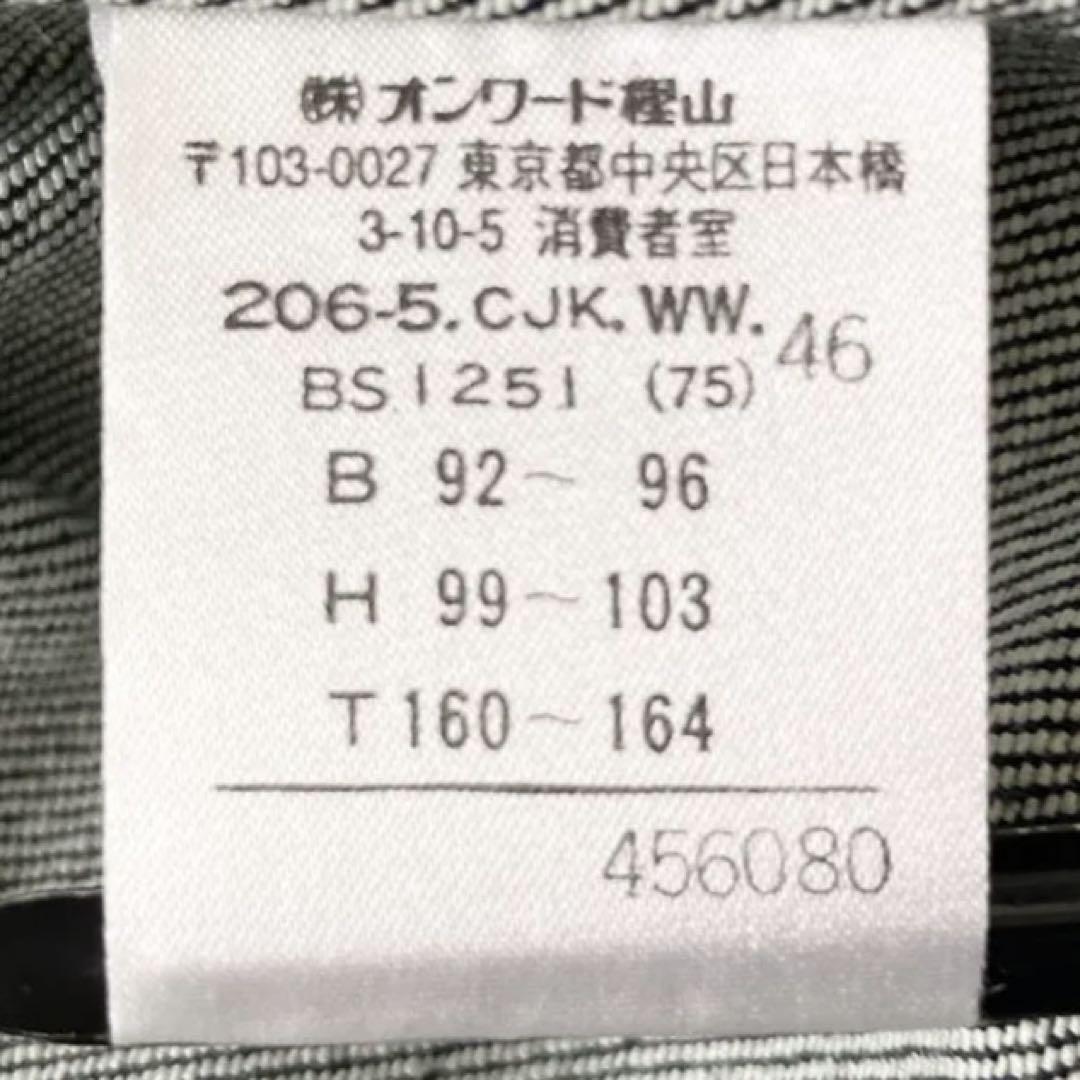 ㈱オンワード樫山
〒103-0027 東京都中央区日本橋
3-10-5 消費者室
206-5.CJK.WW.
46
BS1251 (75)
B 92～ 96
H 99～103
T 160～164
456080